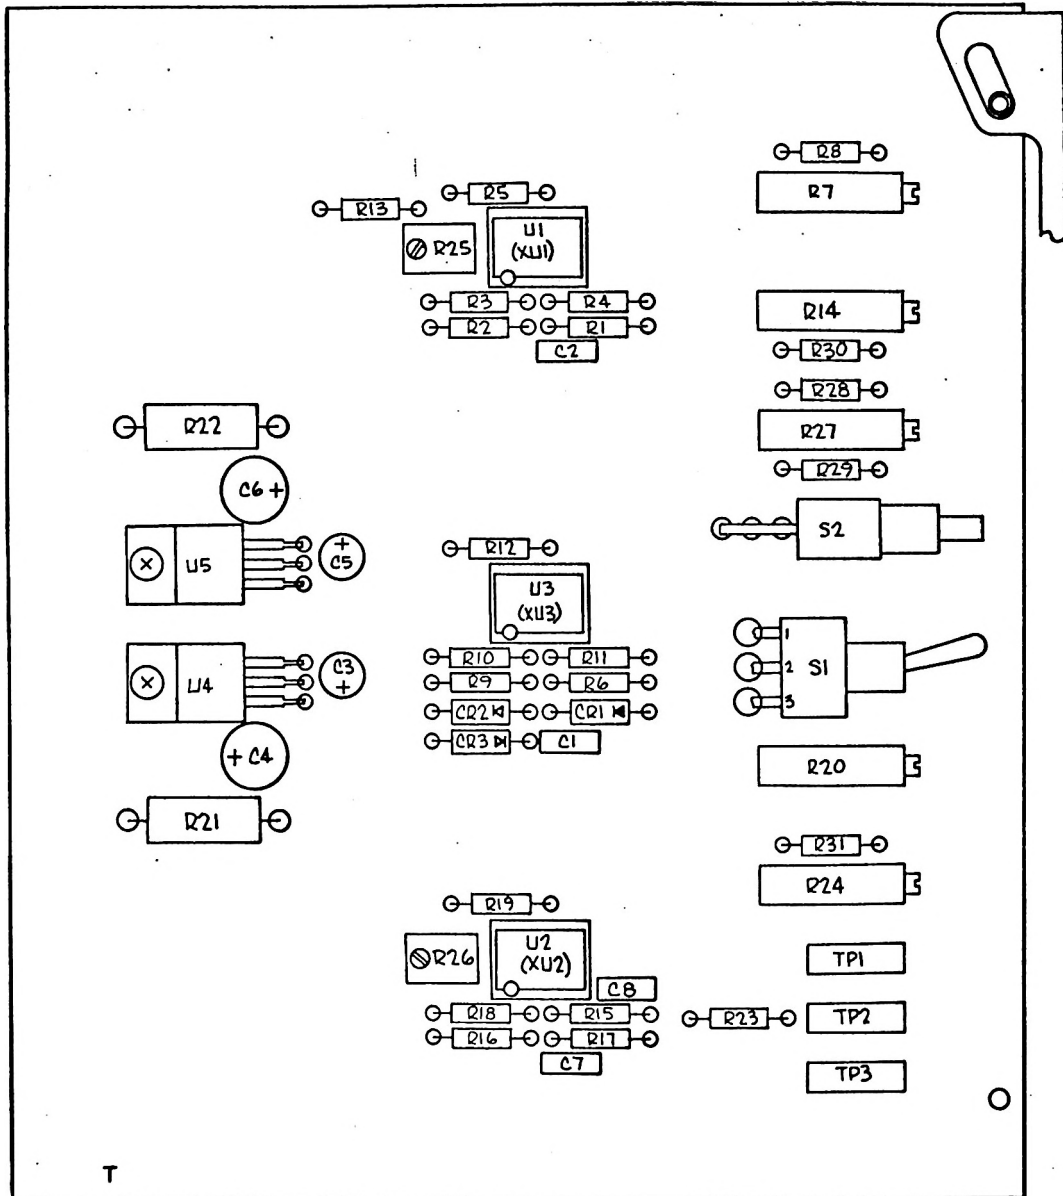 R8
R7
R5
R13
U1
(XU1)
R25
R3
R4
R2
R1
C2
R14
R30
R28
R27
R29
R22
C6 +
S2
+
C5
U5
R12
U3
(XU3)
R10
R11
R9
R6
CR2
CR1
CR3
C1
1
2
S1
3
C3
+
U4
+ C4
R20
R21
R31
R24
R19
U2
(XU2)
R26
C8
TP1
R18
R15
R23
TP2
R16
R17
C7
TP3
T